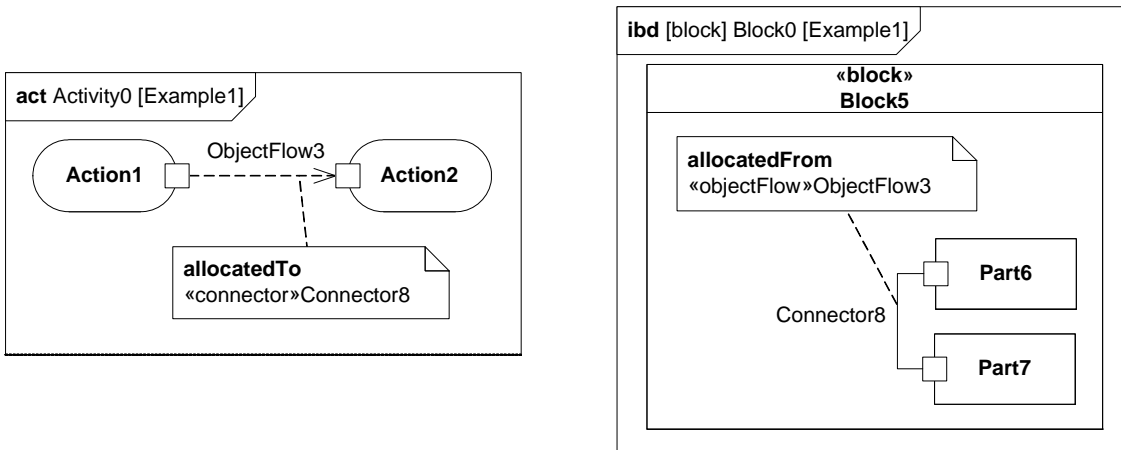 act Activity0 [Example1]
ObjectFlow3
Action1
Action2
allocatedTo
«connector»Connector8
ibd [block] Block0 [Example1]
«block»
Block5
allocatedFrom
«objectFlow»ObjectFlow3
Part6
Connector8
Part7